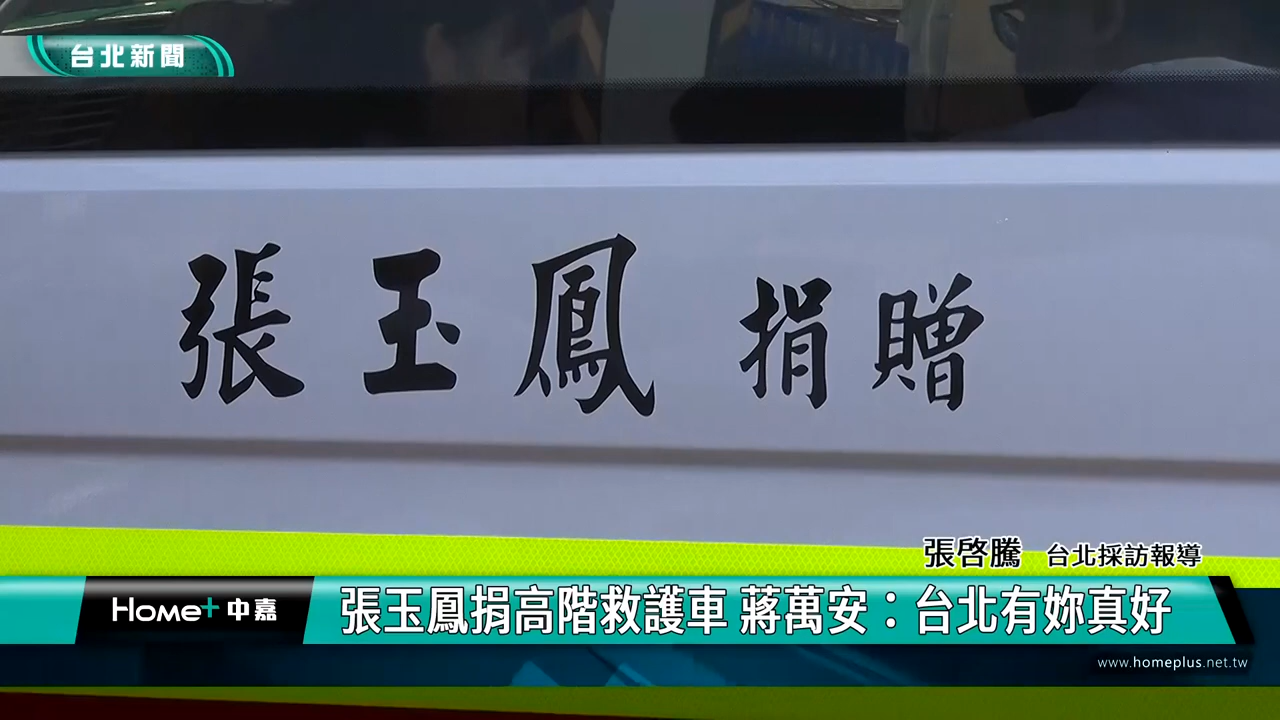 台北新聞
張玉鳳 捐贈
張啓騰 台北採訪報導
Home+中嘉
張玉鳳捐高階救護車 蔣萬安：台北有妳真好
www.homeplus.net.tw